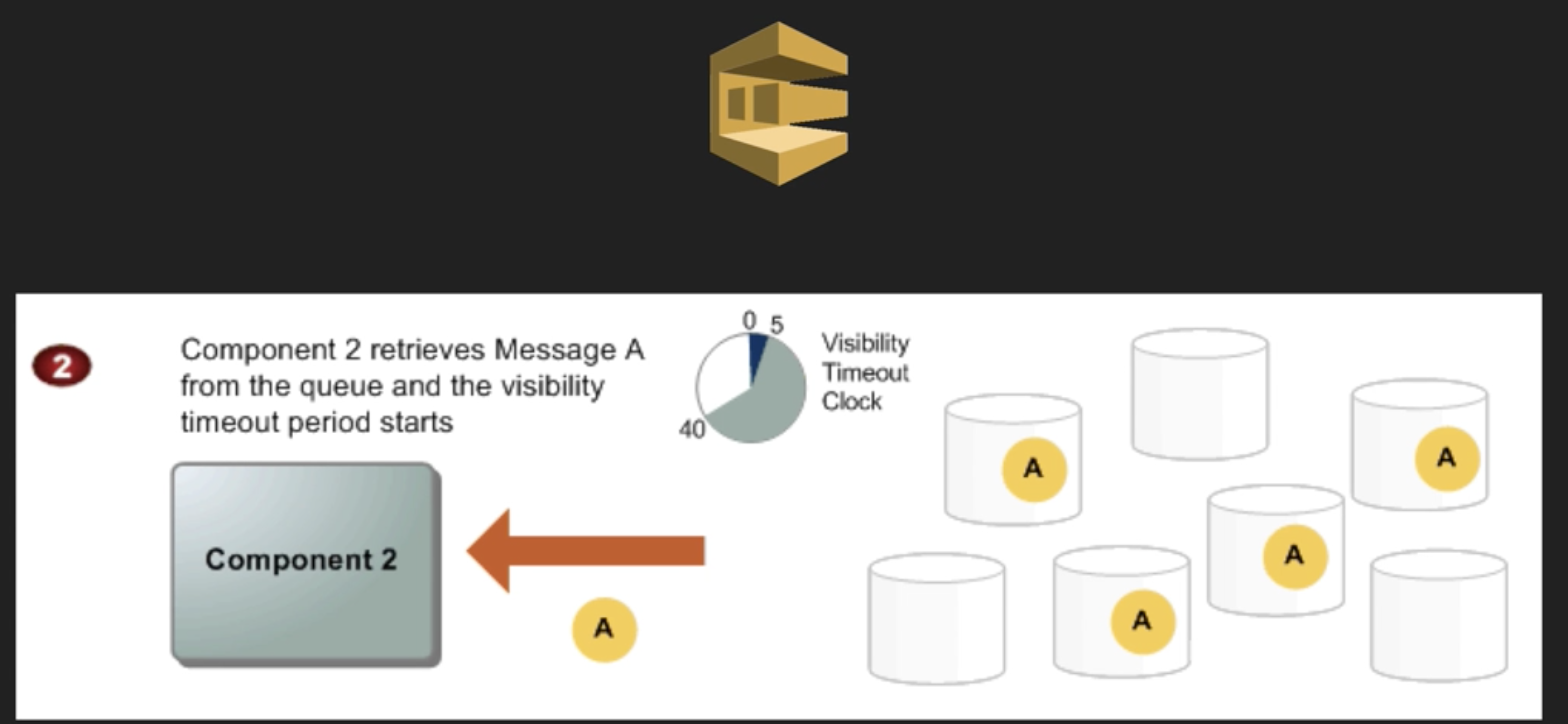 2
Component 2 retrieves Message A
from the queue and the visibility
timeout period starts
0 5
40
Visibility
Timeout
Clock
Component 2
A
A
A
A
A